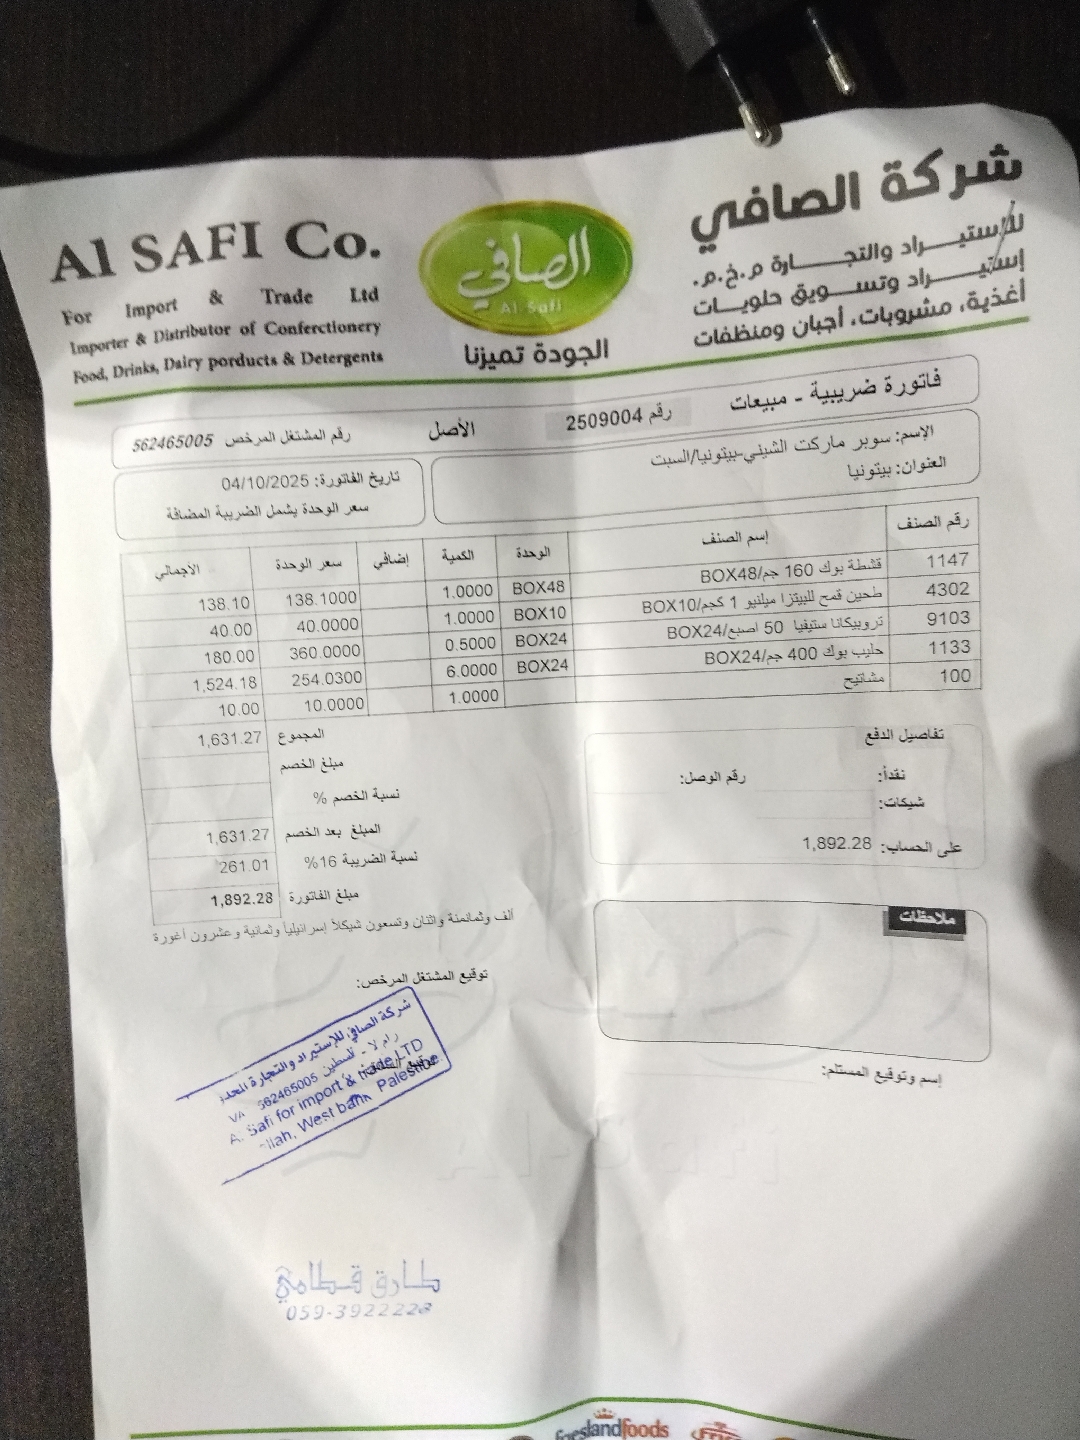 Al SAFI Co.
For Import & Trade Ltd
Importer & Distributor of Conferctionery
Food, Drinks, Dairy porducts & Detergents
الصافي
Al-Safi
الجودة تميزنا
شركة الصافي
للإستيراد والتجارة م.خ.م.
إستيراد وتسويق حلويات
أغذية، مشروبات، أجبان ومنظفات
فاتورة ضريبية - مبيعات رقم 2509004 الأصل رقم المشتغل المرخص 562465005
الإسم: سوبر ماركت الشيني-بيتونيا/السبت
العنوان: بيتونيا
تاريخ الفاتورة: 04/10/2025
سعر الوحدة يشمل الضريبة المضافة
رقم الصنف إسم الصنف الوحدة الكمية إضافي سعر الوحدة الأجمالي
1147 قشطة بوك 160 جم/BOX48 BOX48 1.0000 138.1000 138.10
4302 طحين قمح للبيتزا ميلنيو 1 كجم/BOX10 BOX10 1.0000 40.0000 40.00
9103 تروبيكانا ستيفيا 50 اصبع/BOX24 BOX24 0.5000 360.0000 180.00
1133 حليب بوك 400 جم/BOX24 BOX24 6.0000 254.0300 1,524.18
100 مشاتيح 1.0000 10.0000 10.00
المجموع 1,631.27
مبلغ الخصم
نسبة الخصم %
المبلغ بعد الخصم 1,631.27
نسبة الضريبة 16% 261.01
مبلغ الفاتورة 1,892.28
ألف وثمانمئة واثنان وتسعون شيكلاً إسرائيلياً وثمانية وعشرون أغورة
تفاصيل الدفع
نقداً: رقم الوصل:
شيكات:
على الحساب: 1,892.28
ملاحظات
توقيع المشتغل المرخص:
إسم وتوقيع المستلم:
شركة الصافي للإستيراد والتجارة
فلسطين
562465005
Safi for import & trade LTD
West bank Palestine
طارق قطامي
059-3922228
foods